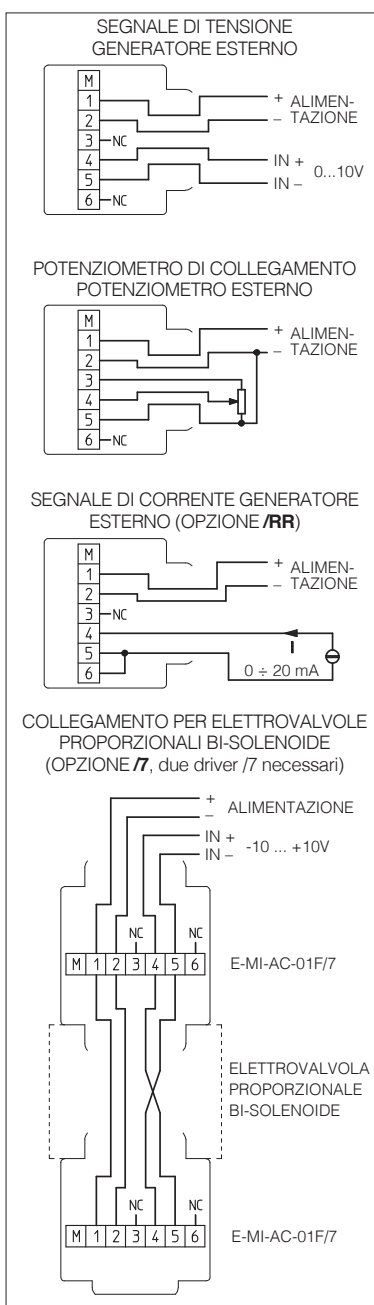 SEGNALE DI TENSIONE
GENERATORE ESTERNO
M
1
2
3 NC
4
5
6 NC
+ ALIMEN-
– TAZIONE
IN +
0...10V
IN –
POTENZIOMETRO DI COLLEGAMENTO
POTENZIOMETRO ESTERNO
M
1
2
3
4
5
6 NC
+ ALIMEN-
– TAZIONE
SEGNALE DI CORRENTE GENERATORE
ESTERNO (OPZIONE /RR)
M
1
2
3 NC
4
5
6
+ ALIMEN-
– TAZIONE
I
0 ÷ 20 mA
COLLEGAMENTO PER ELETTROVALVOLE
PROPORZIONALI BI-SOLENOIDE
(OPZIONE /7, due driver /7 necessari)
+
– ALIMENTAZIONE
IN +
IN – -10 ... +10V
NC NC
M 1 2 3 4 5 6 E-MI-AC-01F/7
ELETTROVALVOLA
PROPORZIONALE
BI-SOLENOIDE
NC NC
M 1 2 3 4 5 6 E-MI-AC-01F/7